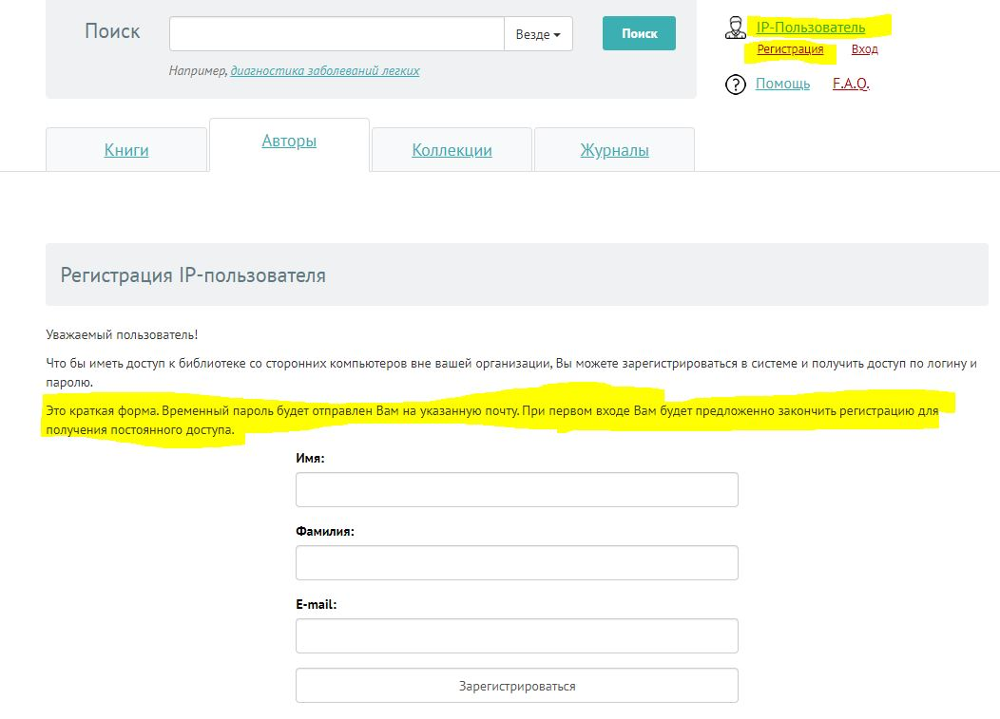 Поиск
Везде
Поиск
IP-Пользователь
Регистрация Вход
Например, диагностика заболеваний легких
? Помощь F.A.Q.
Книги
Авторы
Коллекции
Журналы
Регистрация IP-пользователя
Уважаемый пользователь!
Что бы иметь доступ к библиотеке со сторонних компьютеров вне вашей организации, Вы можете зарегистрироваться в системе и получить доступ по логину и
паролю.
Это краткая форма. Временный пароль будет отправлен Вам на указанную почту. При первом входе Вам будет предложенно закончить регистрацию для
получения постоянного доступа.
Имя:
Фамилия:
E-mail:
Зарегистрироваться